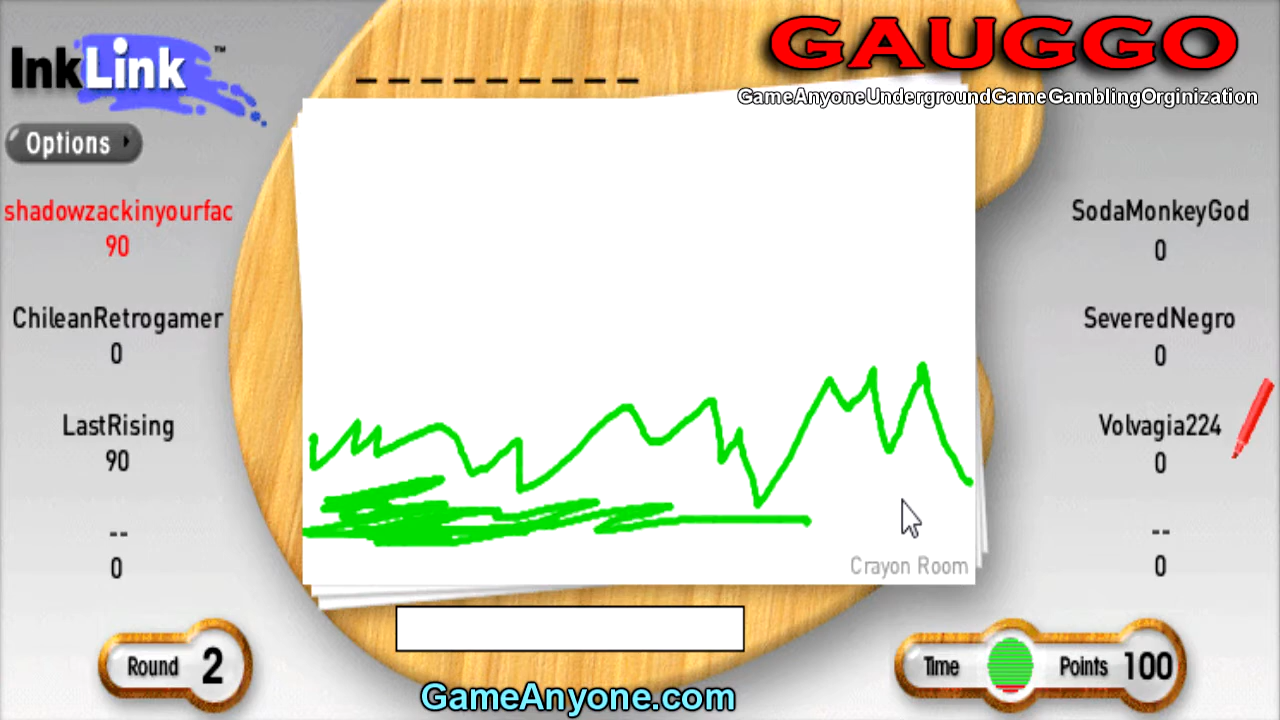 InkLink™
GAUGGO
GameAnyoneUndergroundGameGamblingOrginization
Options
shadowzackinyourfac
90
ChileanRetrogamer
0
LastRising
90
--
0
SodaMonkeyGod
0
SeveredNegro
0
Volvagia224
0
--
0
Crayon Room
Round 2
Time
Points 100
GameAnyone.com